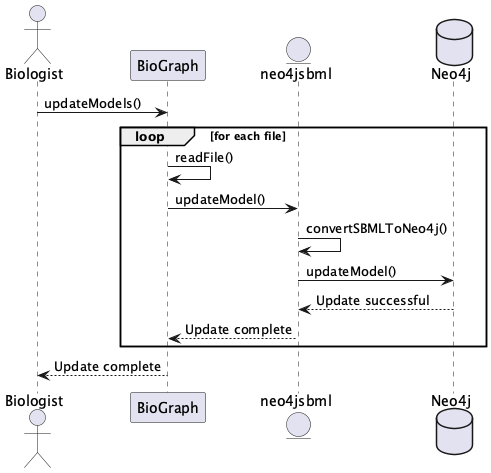 Biologist
BioGraph
neo4jsbml
Neo4j
updateModels()
loop [for each file]
readFile()
updateModel()
convertSBMLToNeo4j()
updateModel()
Update successful
Update complete
Update complete
Biologist
BioGraph
neo4jsbml
Neo4j